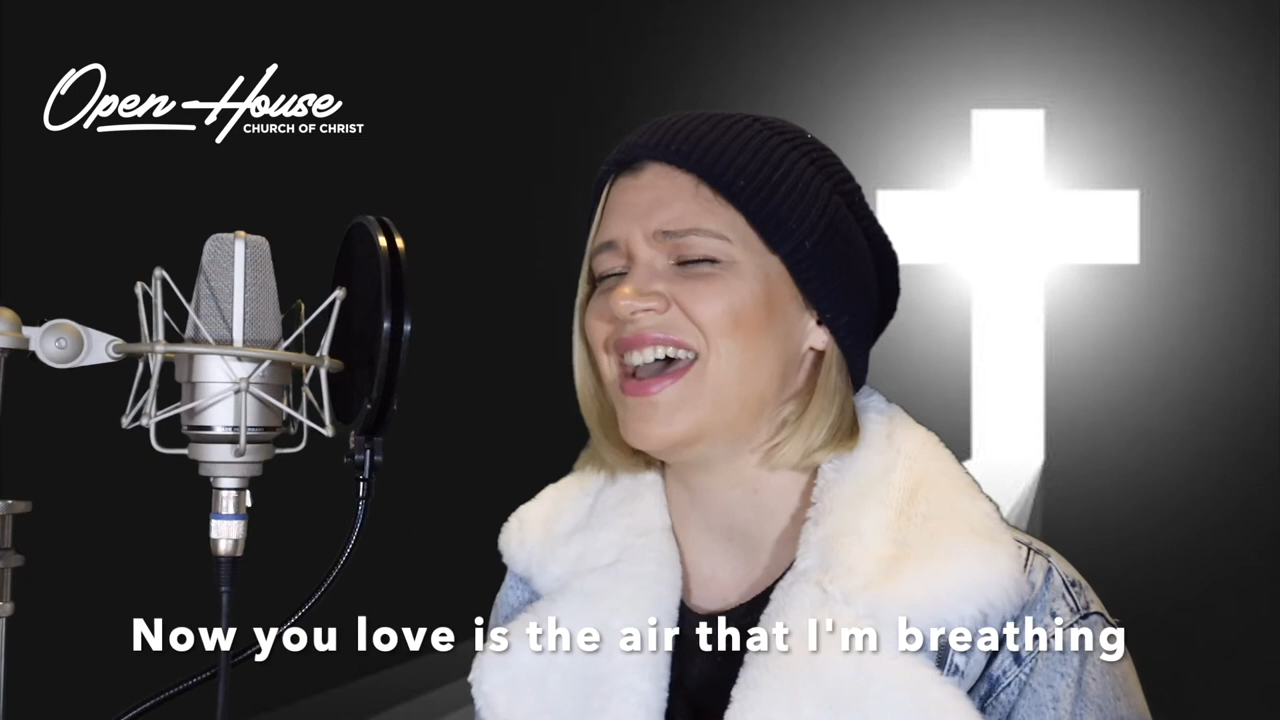 Open House
CHURCH OF CHRIST
Now you love is the air that I'm breathing